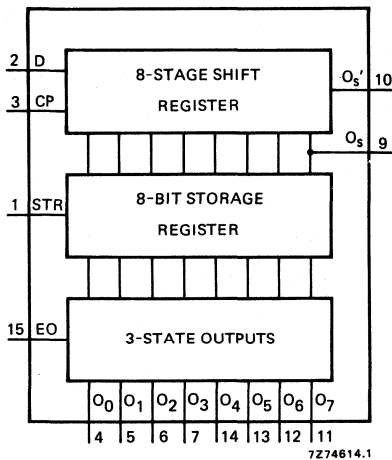 2 D
8-STAGE SHIFT
REGISTER
Os' 10
3 CP
Os 9
1 STR
8-BIT STORAGE
REGISTER
15 EO
3-STATE OUTPUTS
O0 O1 O2 O3 O4 O5 O6 O7
4 5 6 7 14 13 12 11
7Z74614.1